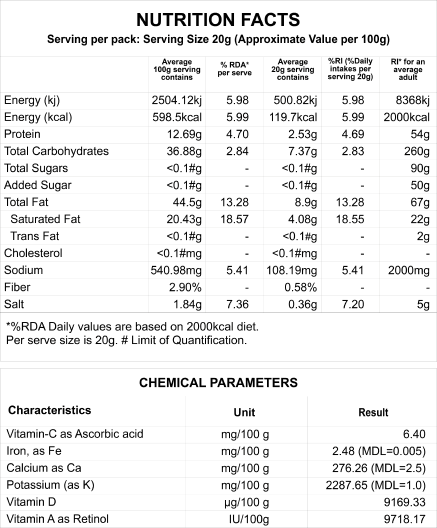 NUTRITION FACTS
Serving per pack: Serving Size 20g (Approximate Value per 100g)
Average 100g serving contains % RDA* per serve Average 20g serving contains %RI (%Daily intakes per serving 20g) RI* for an average adult
Energy (kj) 2504.12kj 5.98 500.82kj 5.98 8368kj
Energy (kcal) 598.5kcal 5.99 119.7kcal 5.99 2000kcal
Protein 12.69g 4.70 2.53g 4.69 54g
Total Carbohydrates 36.88g 2.84 7.37g 2.83 260g
Total Sugars <0.1#g - <0.1#g - 90g
Added Sugar <0.1#g - <0.1#g - 50g
Total Fat 44.5g 13.28 8.9g 13.28 67g
Saturated Fat 20.43g 18.57 4.08g 18.55 22g
Trans Fat <0.1#g - <0.1#g - 2g
Cholesterol <0.1#mg - <0.1#mg -
Sodium 540.98mg 5.41 108.19mg 5.41 2000mg
Fiber 2.90% - 0.58% -
Salt 1.84g 7.36 0.36g 7.20 5g
*%RDA Daily values are based on 2000kcal diet.
Per serve size is 20g. # Limit of Quantification.
CHEMICAL PARAMETERS
Characteristics Unit Result
Vitamin-C as Ascorbic acid mg/100 g 6.40
Iron, as Fe mg/100 g 2.48 (MDL=0.005)
Calcium as Ca mg/100 g 276.26 (MDL=2.5)
Potassium (as K) mg/100 g 2287.65 (MDL=1.0)
Vitamin D µg/100 g 9169.33
Vitamin A as Retinol IU/100g 9718.17